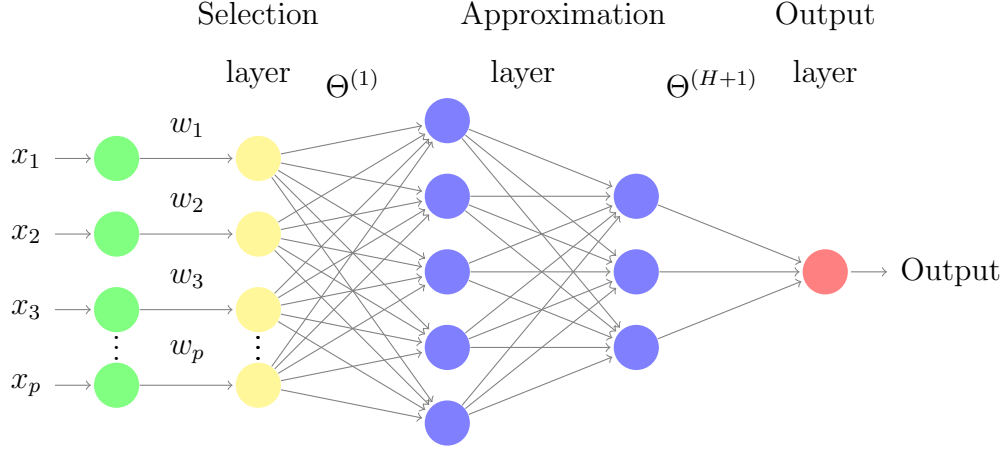 Selection Approximation Output
layer Θ^(1) layer Θ^(H+1) layer
w_1
x_1
w_2
x_2
w_3
Output
x_3
w_p
x_p